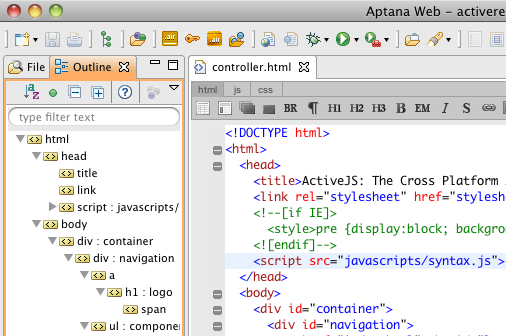 Aptana Web – activere
File
Outline
controller.html
html
js
css
BR
¶
H1
H2
H3
B
EM
I
S
type filter text
html
head
title
link
script : javascripts/
body
div : container
div : navigation
a
h1 : logo
span
ul : compone
<!DOCTYPE html>
<html>
<head>
<title>ActiveJS: The Cross Platform
<link rel="stylesheet" href="stylesh
<!--[if IE]>
<style>pre {display:block; backgrou
<![endif]-->
<script src="javascripts/syntax.js">
</head>
<body>
<div id="container">
<div id="navigation">